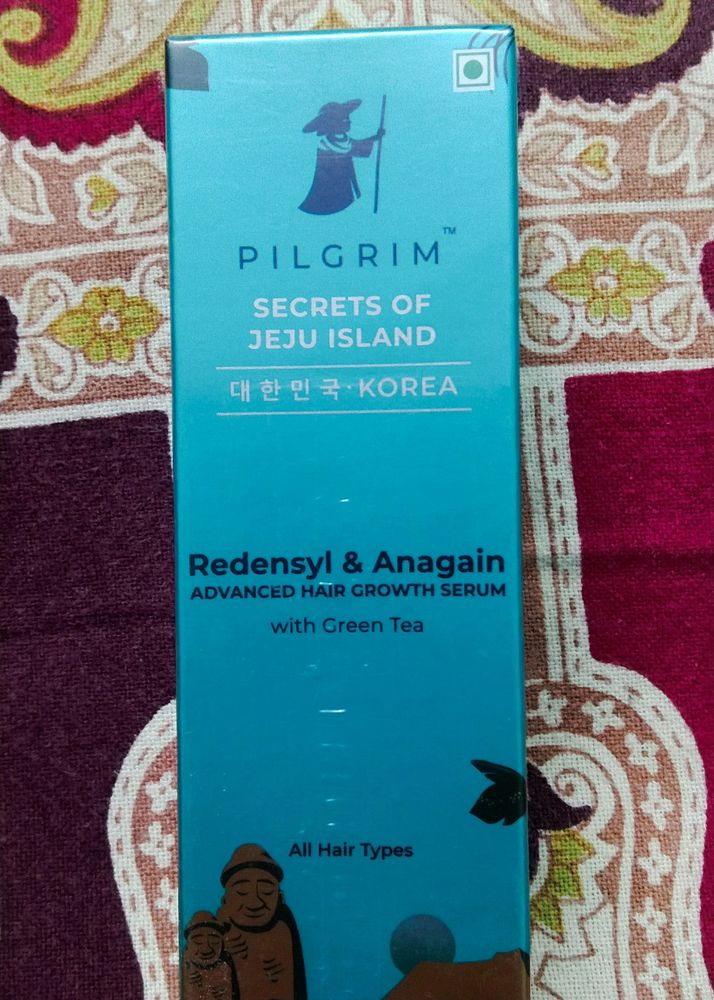 PILGRIM™
SECRETS OF
JEJU ISLAND
대한민국·KOREA
Redensyl & Anagain
ADVANCED HAIR GROWTH SERUM
with Green Tea
All Hair Types